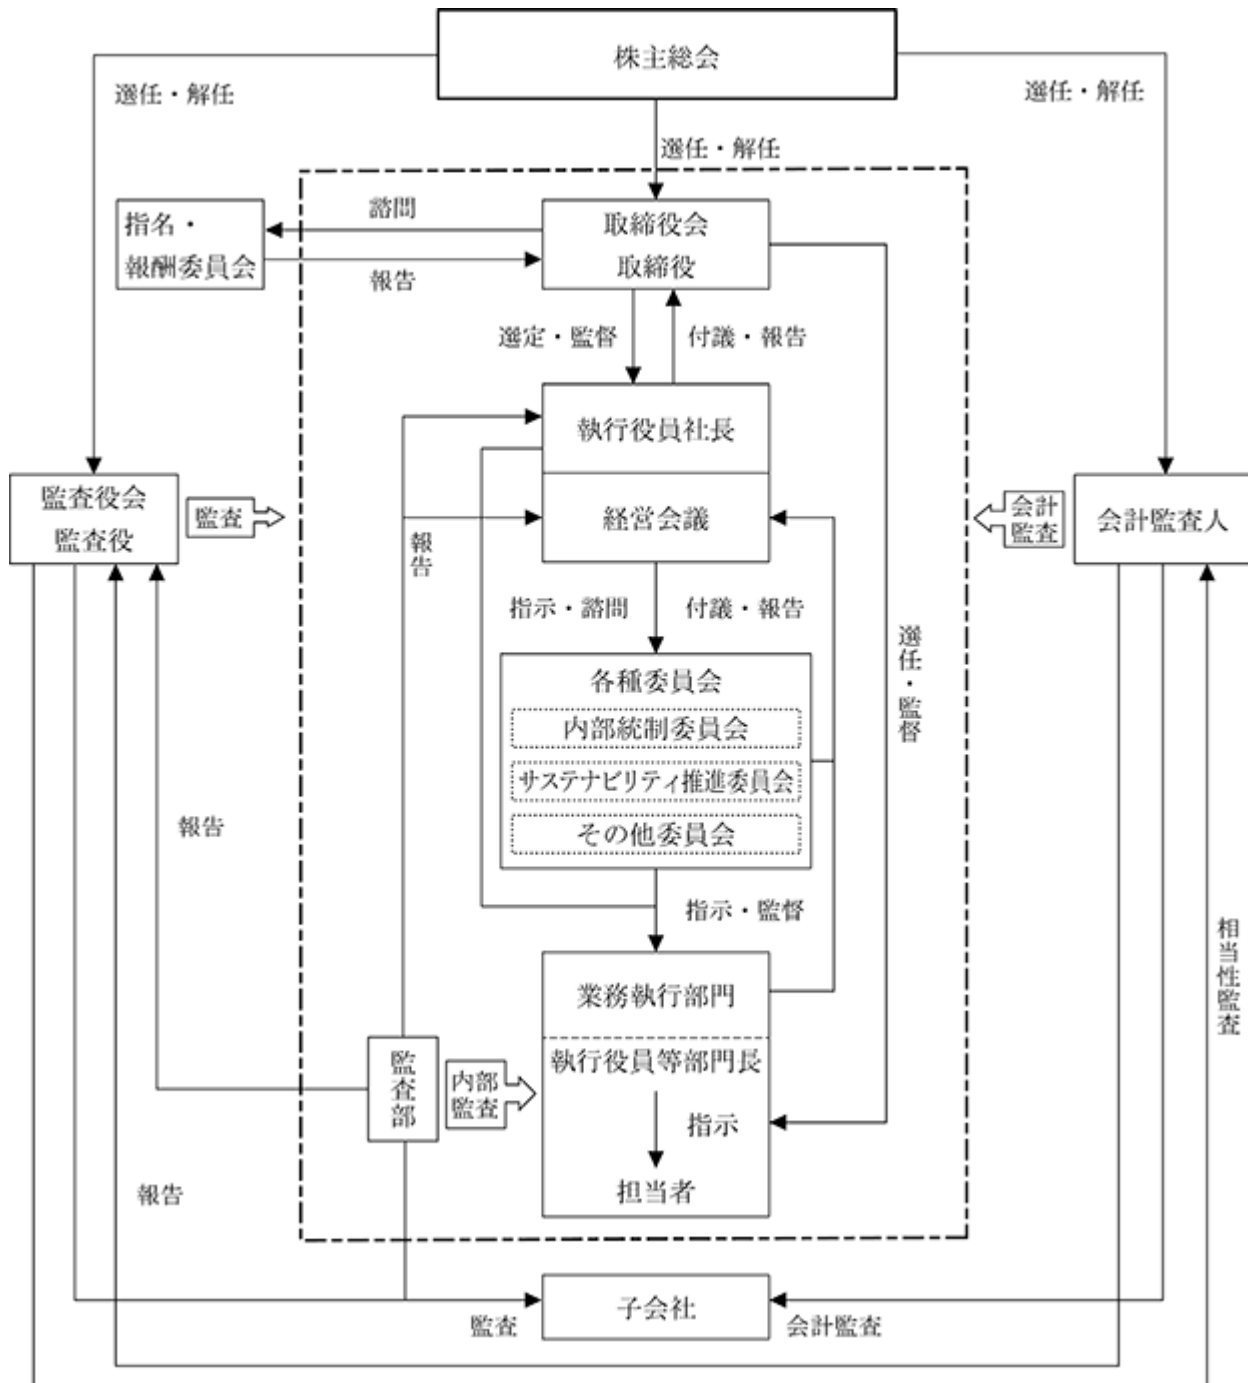 株主総会
選任・解任
選任・解任
選任・解任
指名・
報酬委員会
諮問
報告
取締役会
取締役
選定・監督
付議・報告
執行役員社長
経営会議
監査役会
監査役
監査
会計
監査
会計監査人
報告
指示・諮問
付議・報告
選任・監督
各種委員会
内部統制委員会
サステナビリティ推進委員会
その他委員会
報告
指示・監督
相当性監査
業務執行部門
執行役員等部門長
監査部
内部
監査
指示
担当者
報告
子会社
監査
会計監査